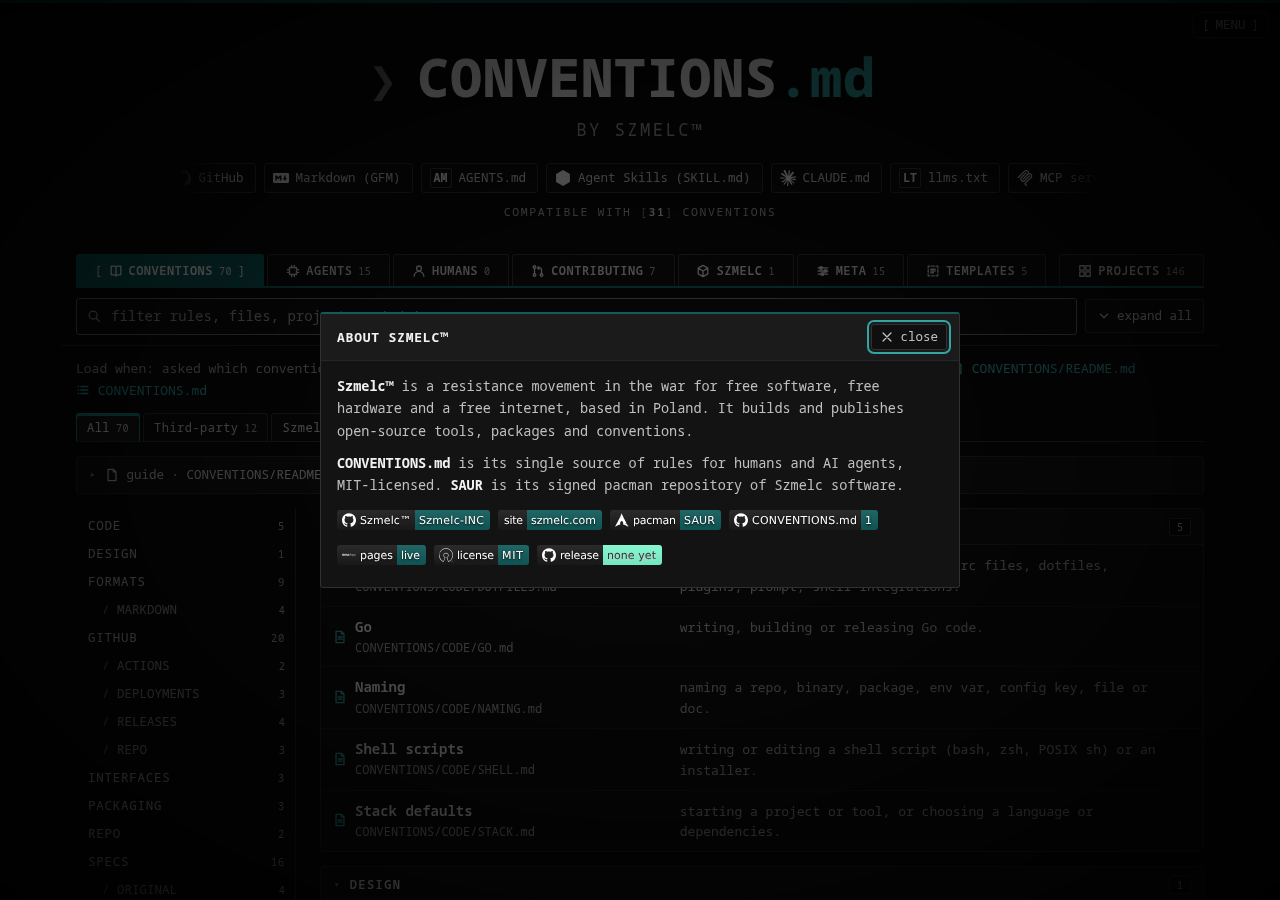 [ MENU ]
❯ CONVENTIONS.md
BY SZMELC™
GitHub Markdown (GFM) AM AGENTS.md Agent Skills (SKILL.md) CLAUDE.md LT llms.txt MCP
COMPATIBLE WITH [31] CONVENTIONS
[ CONVENTIONS 70 ] AGENTS 15 HUMANS 0 CONTRIBUTING 7 SZMELC 1 META 15 TEMPLATES 5 PROJECTS 146
filter rules, files, expand all
Load when: asked which CONVENTIONS/README.md
CONVENTIONS.md
All 70 Third-party 12
guide · CONVENTIONS/README
ABOUT SZMELC™ close
Szmelc™ is a resistance movement in the war for free software, free
hardware and a free internet, based in Poland. It builds and publishes
open-source tools, packages and conventions.
CONVENTIONS.md is its single source of rules for humans and AI agents,
MIT-licensed. SAUR is its signed pacman repository of Szmelc software.
Szmelc™ Szmelc-INC site szmelc.com pacman SAUR CONVENTIONS.md 1
pages live license MIT release none yet
CODE 5
DESIGN 1
FORMATS 9
/ MARKDOWN 4
GITHUB 20
/ ACTIONS 2
/ DEPLOYMENTS 3
/ RELEASES 4
/ REPO 3
INTERFACES 3
PACKAGING 3
REPO 2
SPECS 16
/ ORIGINAL 4
5
rc files, dotfiles,
Go
CONVENTIONS/CODE/GO.md
writing, building or releasing Go code.
Naming
CONVENTIONS/CODE/NAMING.md
naming a repo, binary, package, env var, config key, file or
doc.
Shell scripts
CONVENTIONS/CODE/SHELL.md
writing or editing a shell script (bash, zsh, POSIX sh) or an
installer.
Stack defaults
CONVENTIONS/CODE/STACK.md
starting a project or tool, or choosing a language or
dependencies.
DESIGN 1